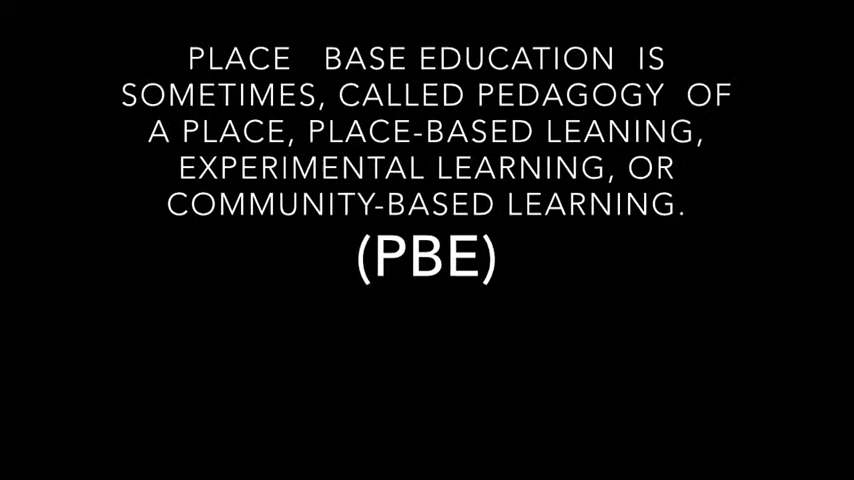 PLACE BASE EDUCATION IS
SOMETIMES, CALLED PEDAGOGY OF
A PLACE, PLACE-BASED LEANING,
EXPERIMENTAL LEARNING, OR
COMMUNITY-BASED LEARNING.
(PBE)